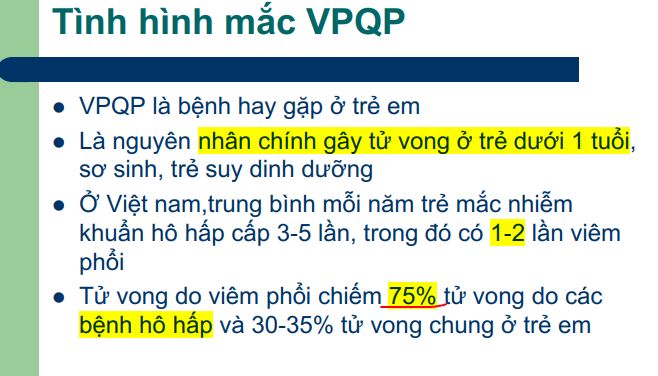 Tình hình mắc VPQP
● VPQP là bệnh hay gặp ở trẻ em
● Là nguyên nhân chính gây tử vong ở trẻ dưới 1 tuổi,
sơ sinh, trẻ suy dinh dưỡng
● Ở Việt nam,trung bình mỗi năm trẻ mắc nhiễm
khuẩn hô hấp cấp 3-5 lần, trong đó có 1-2 lần viêm
phổi
● Tử vong do viêm phổi chiếm 75% tử vong do các
bệnh hô hấp và 30-35% tử vong chung ở trẻ em